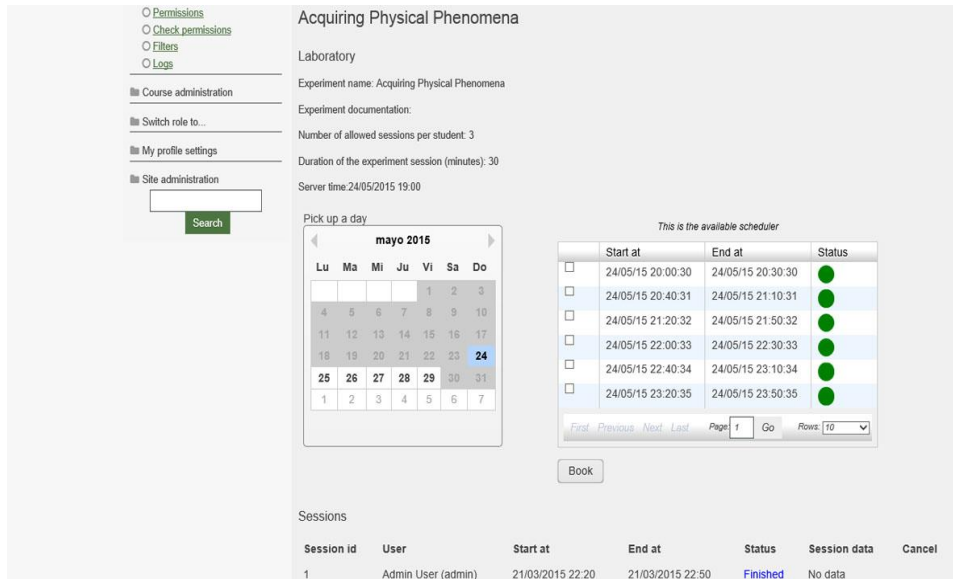 Permissions
Check permissions
Filters
Logs
Course administration
Switch role to...
My profile settings
Site administration
Search
Acquiring Physical Phenomena
Laboratory
Experiment name: Acquiring Physical Phenomena
Experiment documentation:
Number of allowed sessions per student: 3
Duration of the experiment session (minutes): 30
Server time:24/05/2015 19:00
Pick up a day
mayo 2015
Lu Ma Mi Ju Vi Sa Do
1 2 3
4 5 6 7 8 9 10
11 12 13 14 15 16 17
18 19 20 21 22 23 24
25 26 27 28 29 30 31
1 2 3 4 5 6 7
This is the available scheduler
Start at End at Status
24/05/15 20:00:30 24/05/15 20:30:30
24/05/15 20:40:31 24/05/15 21:10:31
24/05/15 21:20:32 24/05/15 21:50:32
24/05/15 22:00:33 24/05/15 22:30:33
24/05/15 22:40:34 24/05/15 23:10:34
24/05/15 23:20:35 24/05/15 23:50:35
First Previous Next Last Page: 1 Go Rows: 10
Book
Sessions
Session id User Start at End at Status Session data Cancel
1 Admin User (admin) 21/03/2015 22:20 21/03/2015 22:50 Finished No data